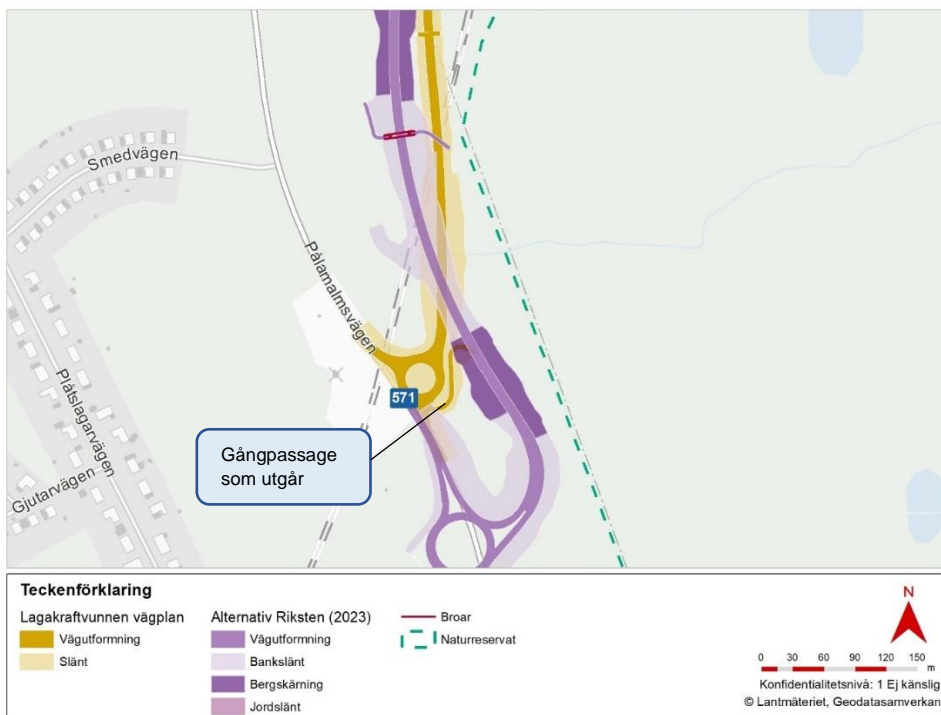 Smedvägen
Pålamalmsvägen
Plåtslagarvägen
571
Gångpassage
som utgår
Gjutarvägen
Teckenförklaring
Lagakraftvunnen vägplan
Vägutformning
Slänt
Alternativ Riksten (2023)
Vägutformning
Bankslänt
Bergskärning
Jordslänt
Broar
Naturreservat
N
0 30 60 90 120 150
m
Konfidentialitetsnivå: 1 Ej känslig
© Lantmäteriet, Geodatasamverkan